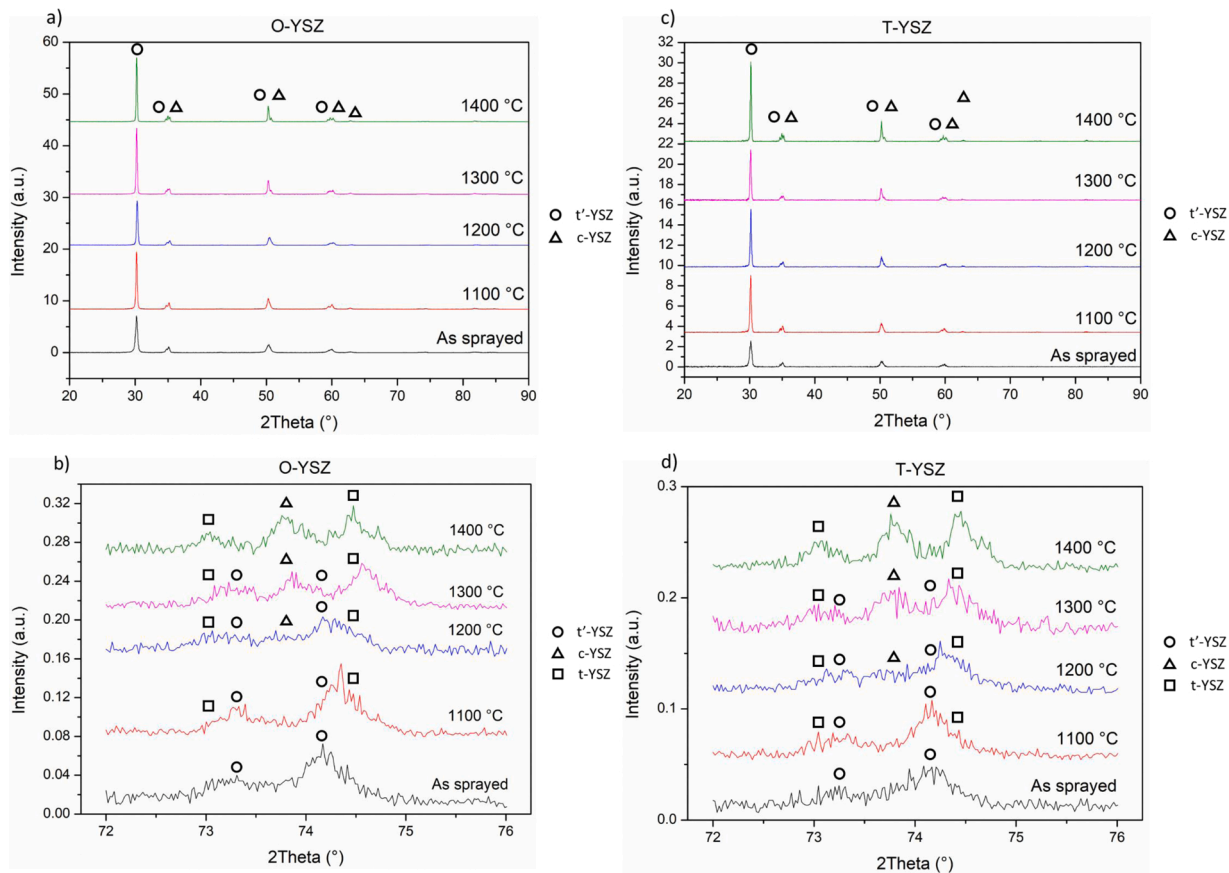 a)
O-YSZ
60
50
40
30
20
10
0
1400 °C
1300 °C
1200 °C
1100 °C
As sprayed
20 30 40 50 60 70 80 90
2Theta (°)
Intensity (a.u.)
t'-YSZ
c-YSZ
c)
T-YSZ
32
30
28
26
24
22
20
18
16
14
12
10
8
6
4
2
0
1400 °C
1300 °C
1200 °C
1100 °C
As sprayed
20 30 40 50 60 70 80 90
2Theta (°)
Intensity (a.u.)
t'-YSZ
c-YSZ
b)
O-YSZ
0.32
0.28
0.24
0.20
0.16
0.12
0.08
0.04
0.00
1400 °C
1300 °C
1200 °C
1100 °C
As sprayed
72 73 74 75 76
2Theta (°)
Intensity (a.u.)
t'-YSZ
c-YSZ
t-YSZ
d)
T-YSZ
0.3
0.2
0.1
0.0
1400 °C
1300 °C
1200 °C
1100 °C
As sprayed
72 73 74 75 76
2Theta (°)
Intensity (a.u.)
t'-YSZ
c-YSZ
t-YSZ